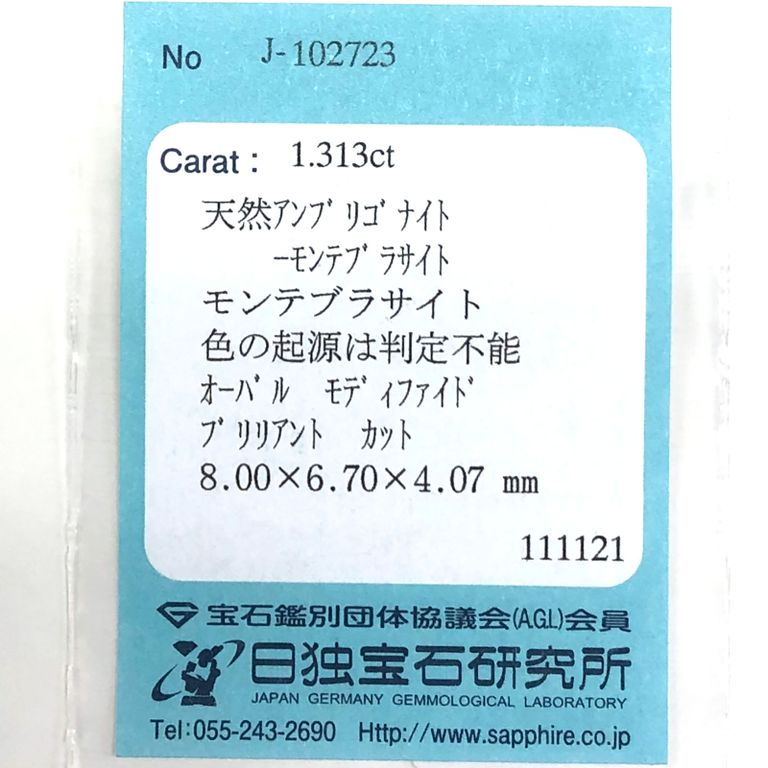 No J-102723
Carat : 1.313ct
天然ｱﾝﾌﾞﾘｺﾞﾅｲﾄ
-ﾓﾝﾃﾌﾞﾗｻｲﾄ
モンテブラサイト
色の起源は判定不能
ｵｰﾊﾞﾙ ﾓﾃﾞｨﾌｧｲﾄﾞ
ﾌﾞﾘﾘｱﾝﾄ ｶｯﾄ
8.00×6.70×4.07 mm
111121
宝石鑑別団体協議会(A.G.L.)会員
日独宝石研究所
JAPAN GERMANY GEMMOLOGICAL LABORATORY
Tel:055-243-2690 Http://www.sapphire.co.jp